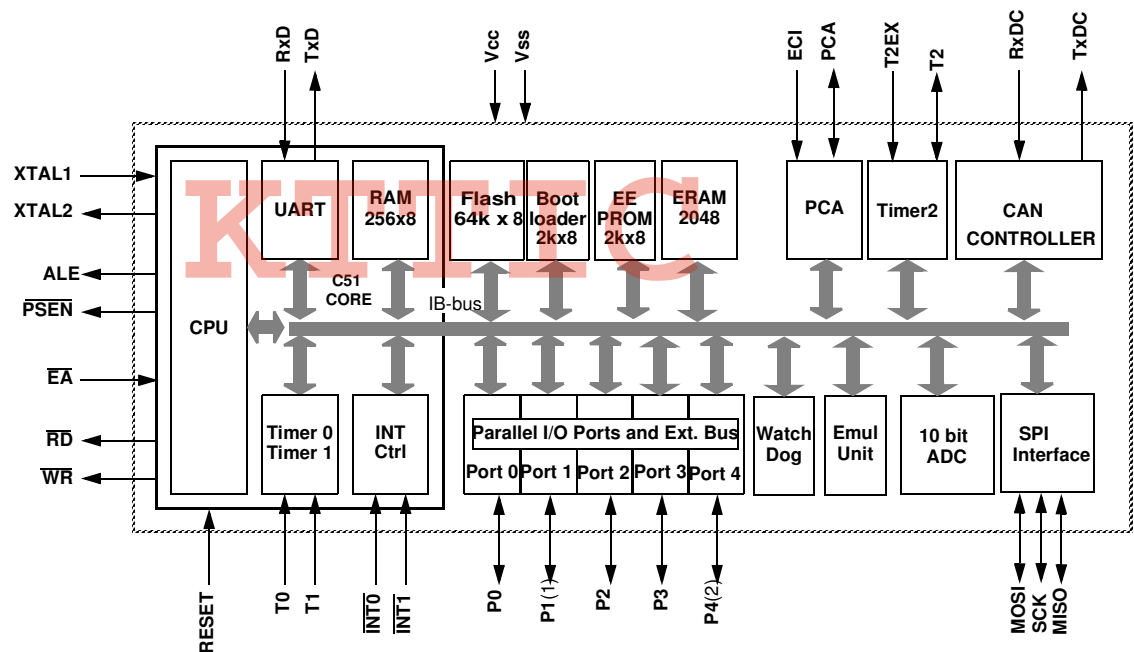 RxD
TxD
Vcc
Vss
ECI
PCA
T2EX
T2
RxDC
TxDC
XTAL1
XTAL2
ALE
PSEN
EA
RD
WR
CPU
UART
RAM
256x8
C51
CORE
Flash
64k x 8
Boot
loader
2kx8
EE
PROM
2kx8
ERAM
2048
PCA
Timer2
CAN
CONTROLLER
KTTIC
IB-bus
Timer 0
Timer 1
INT
Ctrl
Parallel I/O Ports and Ext. Bus
Port 0
Port 1
Port 2
Port 3
Port 4
Watch
Dog
Emul
Unit
10 bit
ADC
SPI
Interface
RESET
T0
T1
INT0
INT1
P0
P1(1)
P2
P3
P4(2)
MOSI
SCK
MISO